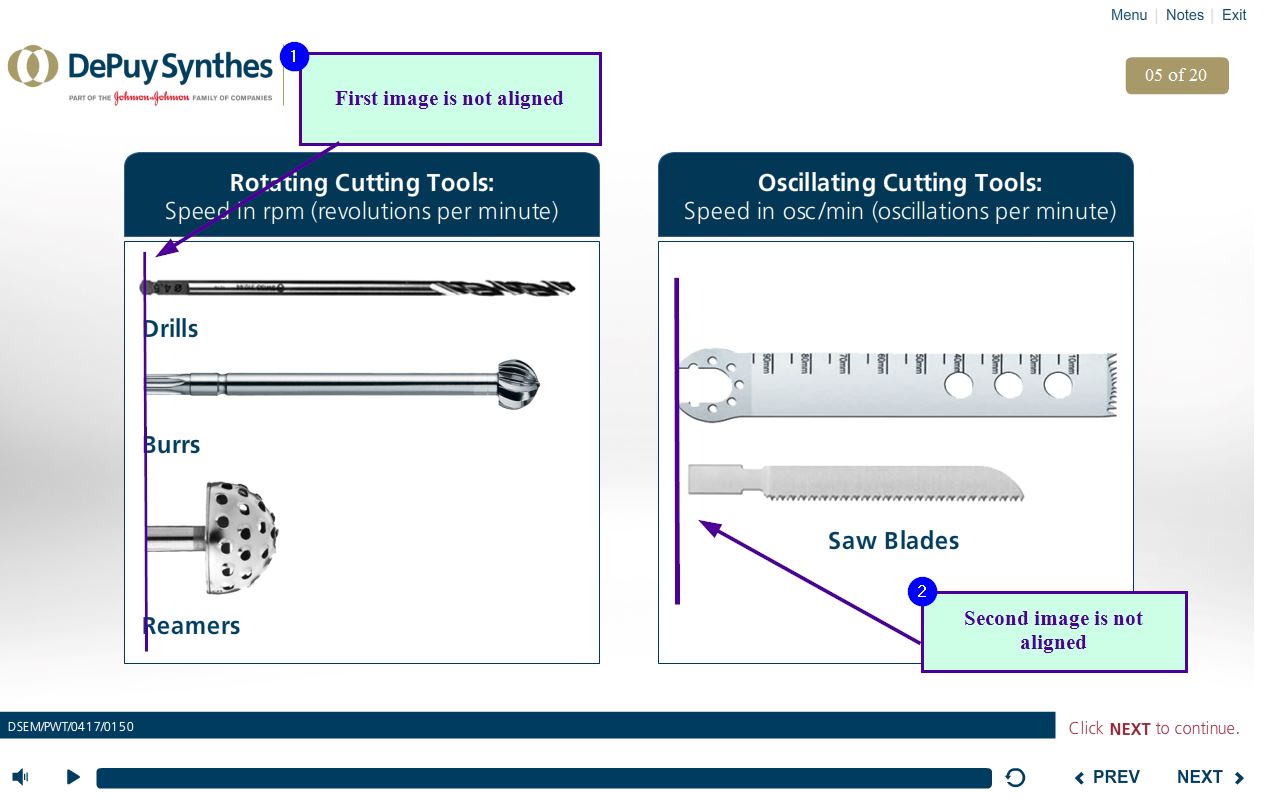 Menu | Notes | Exit
DePuy Synthes
PART OF THE Johnson & Johnson FAMILY OF COMPANIES
1
First image is not aligned
05 of 20
Rotating Cutting Tools:
Speed in rpm (revolutions per minute)
Drills
Burrs
Reamers
Oscillating Cutting Tools:
Speed in osc/min (oscillations per minute)
90mm 80mm 70mm 60mm 50mm 40mm 30mm 20mm 10mm
Saw Blades
2
Second image is not
aligned
DSEM/PWT/0417/0150
Click NEXT to continue.
PREV
NEXT